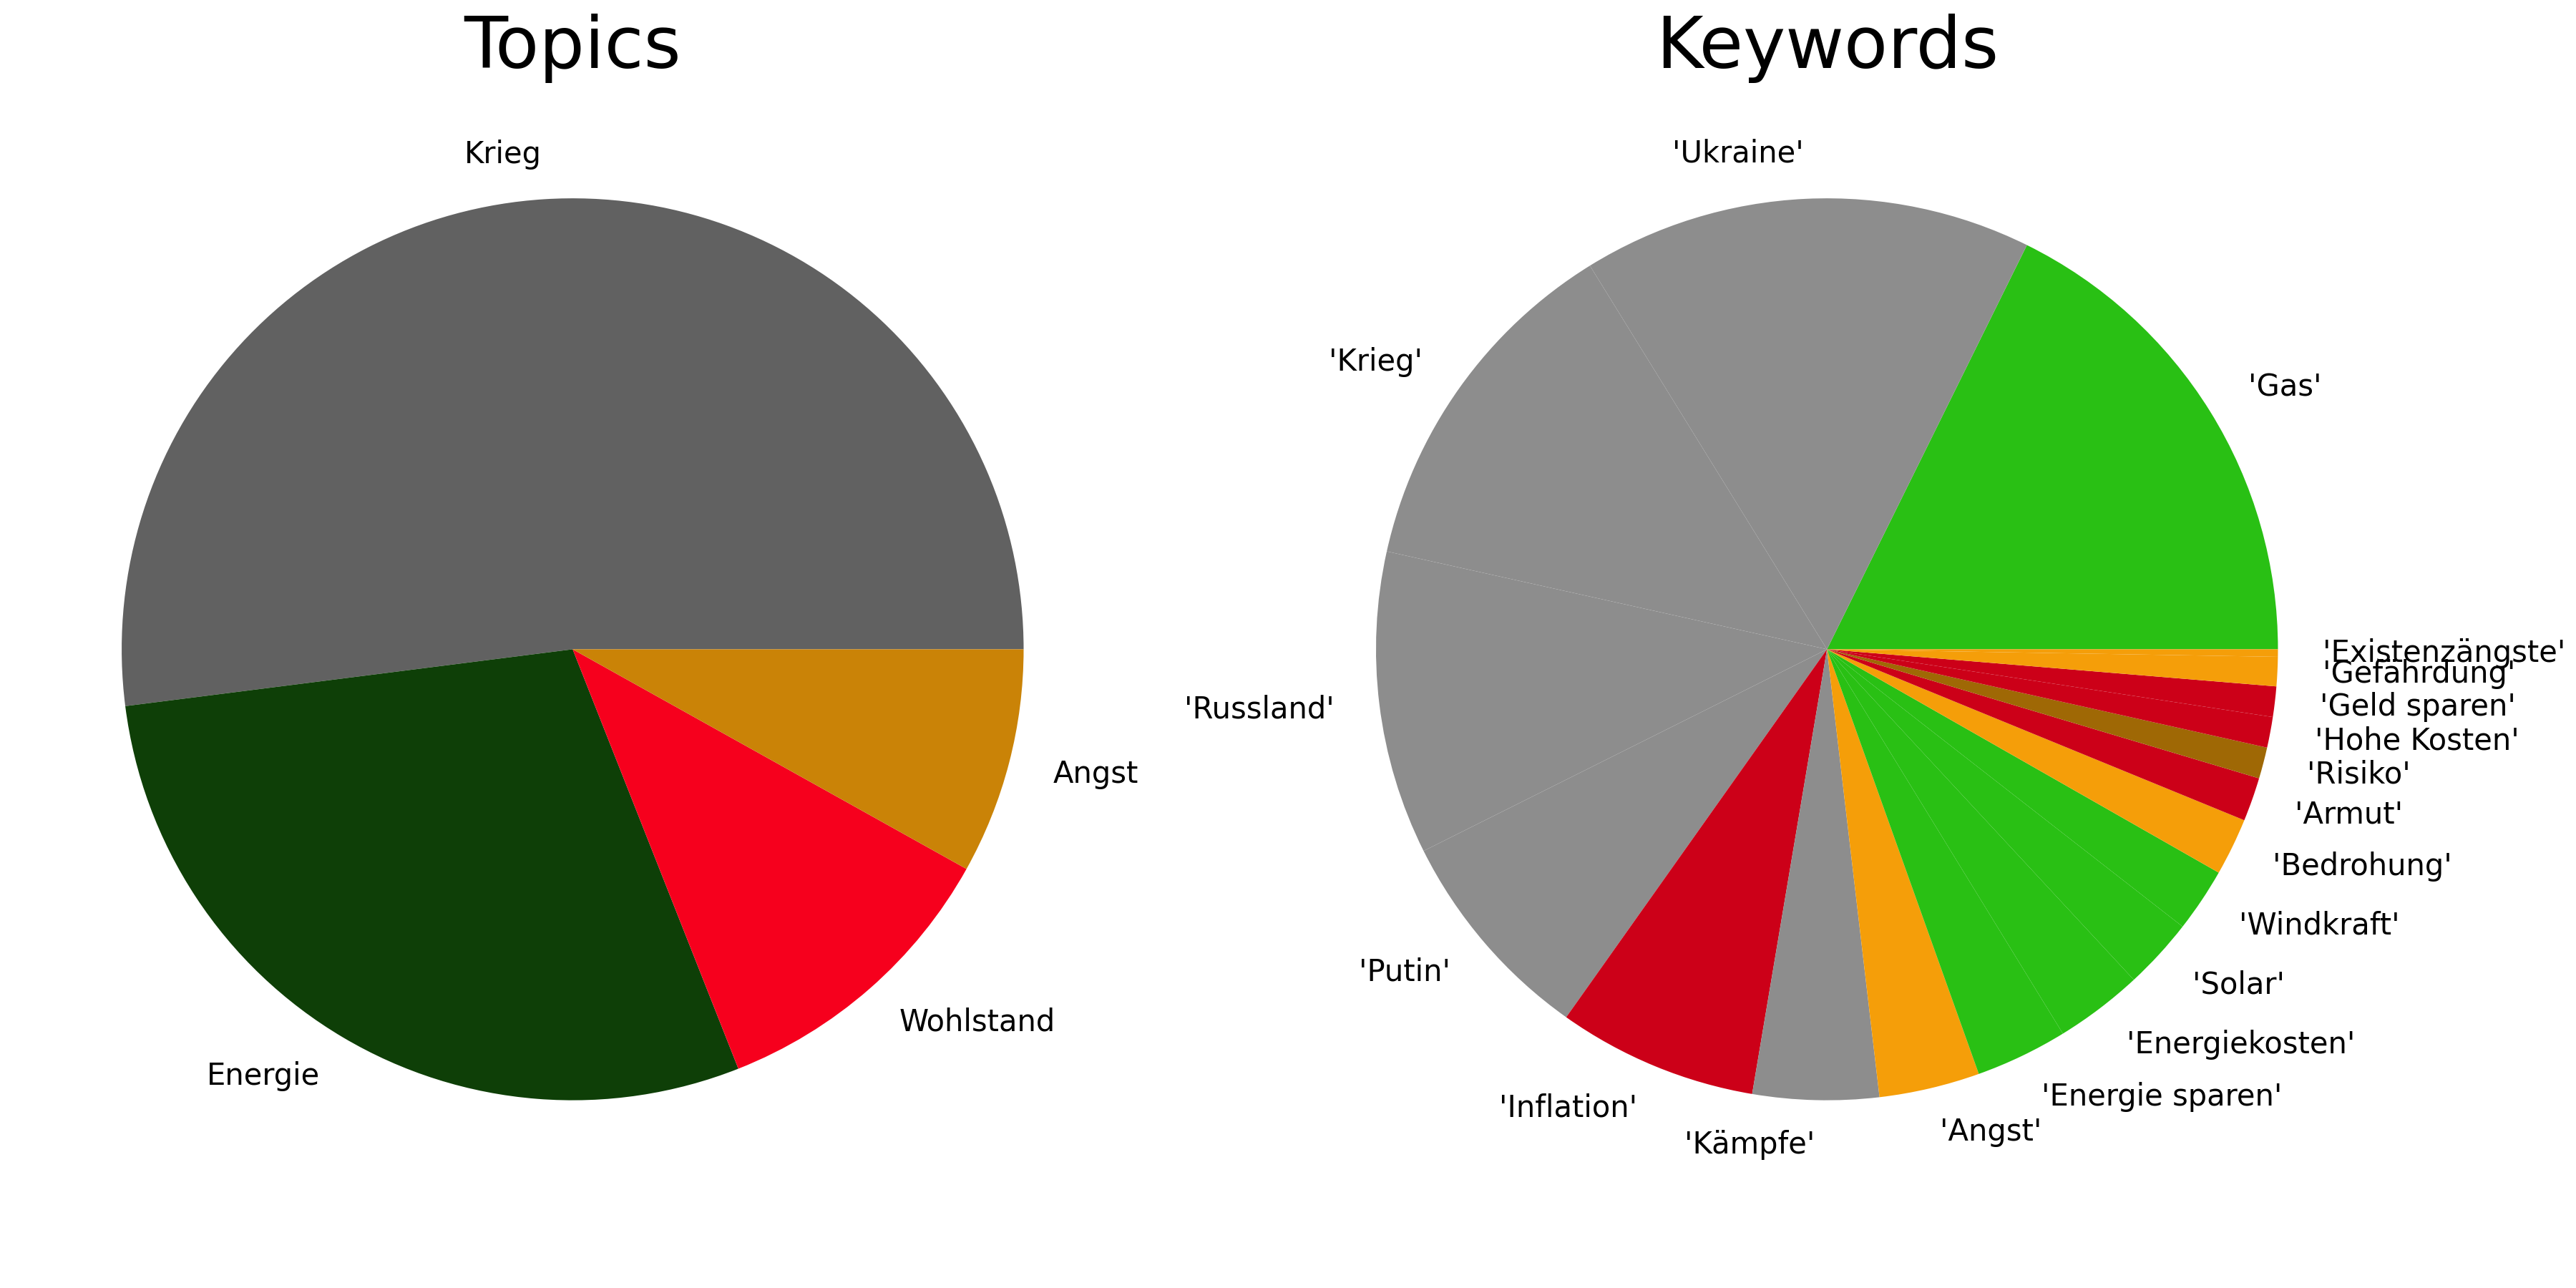 Topics
Krieg
Energie
Wohlstand
Angst
Keywords
'Gas'
'Ukraine'
'Krieg'
'Russland'
'Putin'
'Inflation'
'Kämpfe'
'Angst'
'Energie sparen'
'Energiekosten'
'Solar'
'Windkraft'
'Bedrohung'
'Armut'
'Risiko'
'Hohe Kosten'
'Geld sparen'
'Gefährdung'
'Existenzängste'